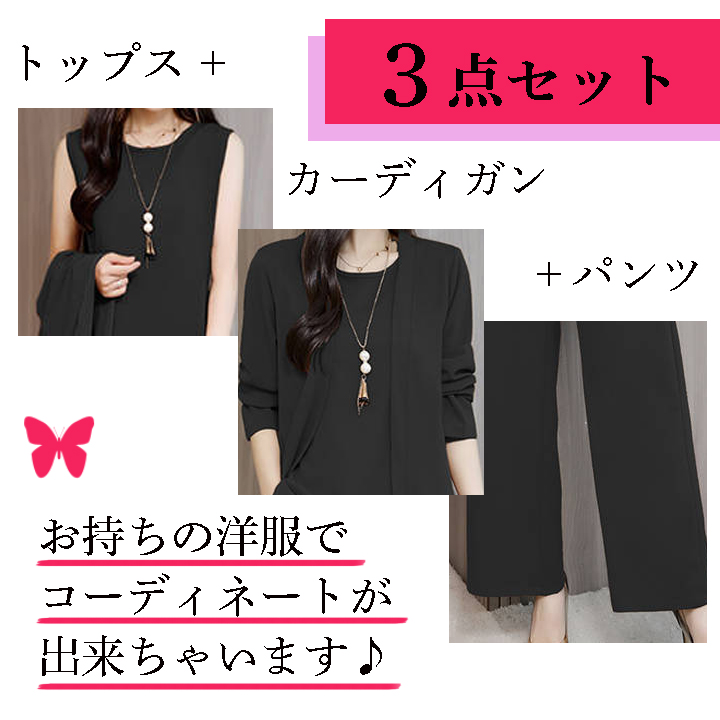 トップス +
３点セット
カーディガン
+ パンツ
お持ちの洋服で
コーディネートが
出来ちゃいます♪